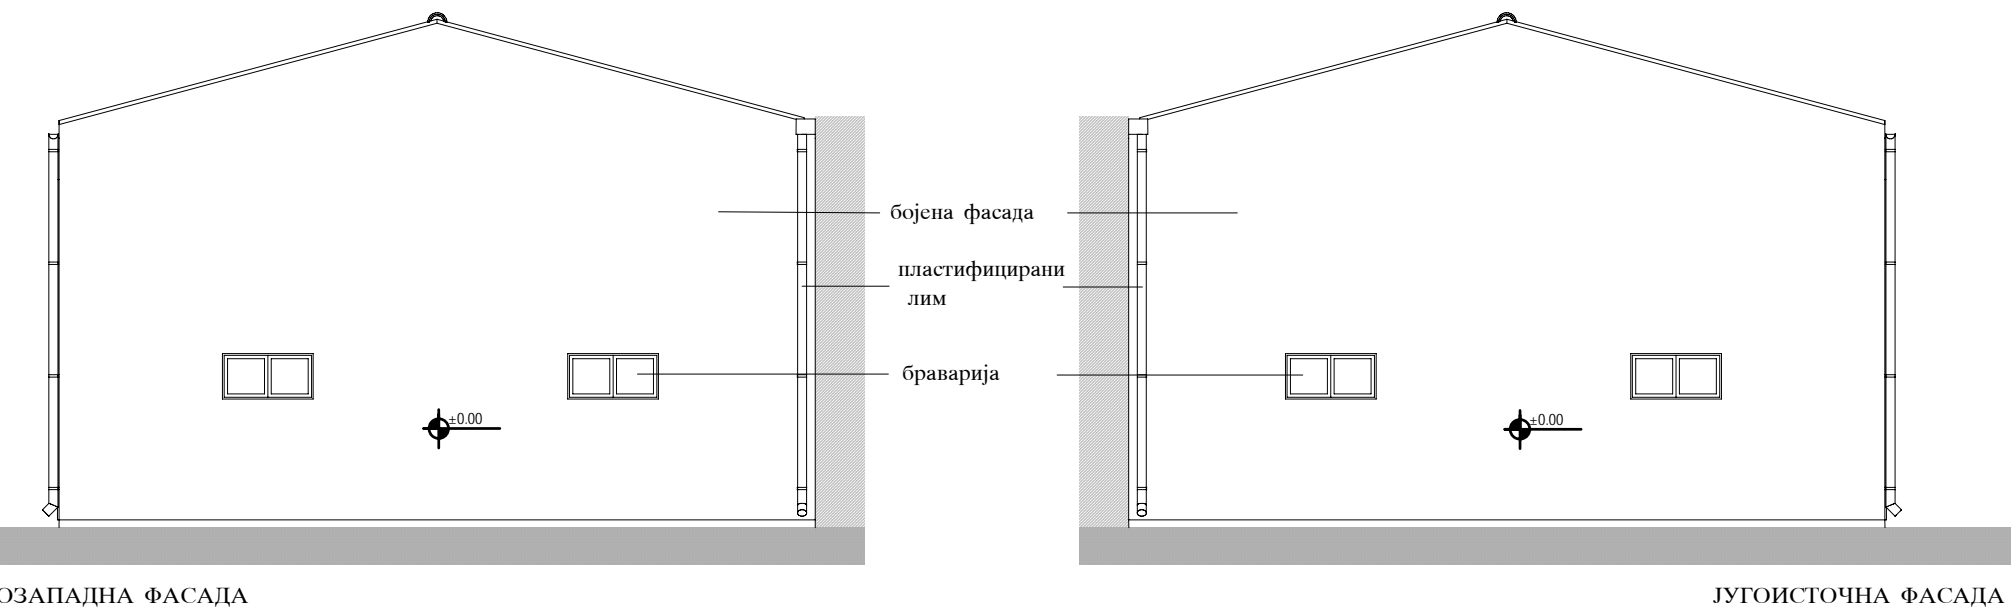 бојена фасада
пластифицирани
лим
браварија
±0.00
±0.00
ОЗАПАДНА ФАСАДА
ЈУГОИСТОЧНА ФАСАДА